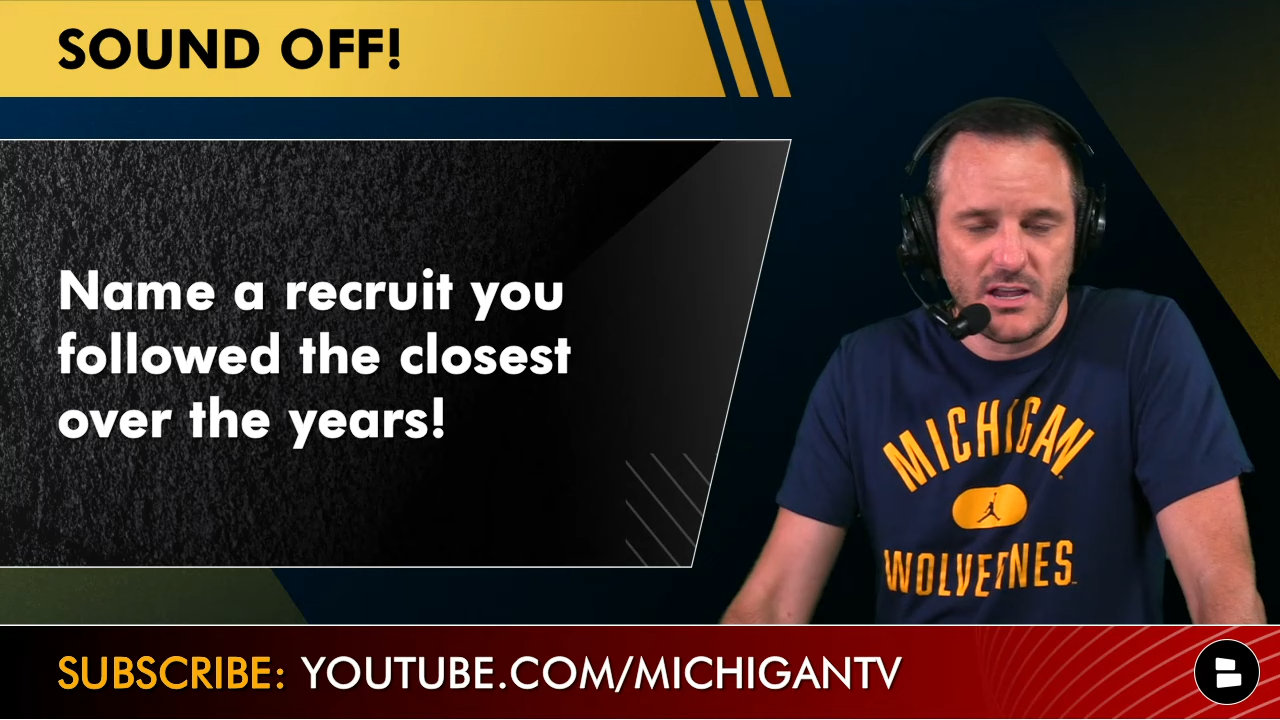 SOUND OFF!
Name a recruit you
followed the closest
over the years!
MICHIGAN
WOLVERINES
SUBSCRIBE: YOUTUBE.COM/MICHIGANTV